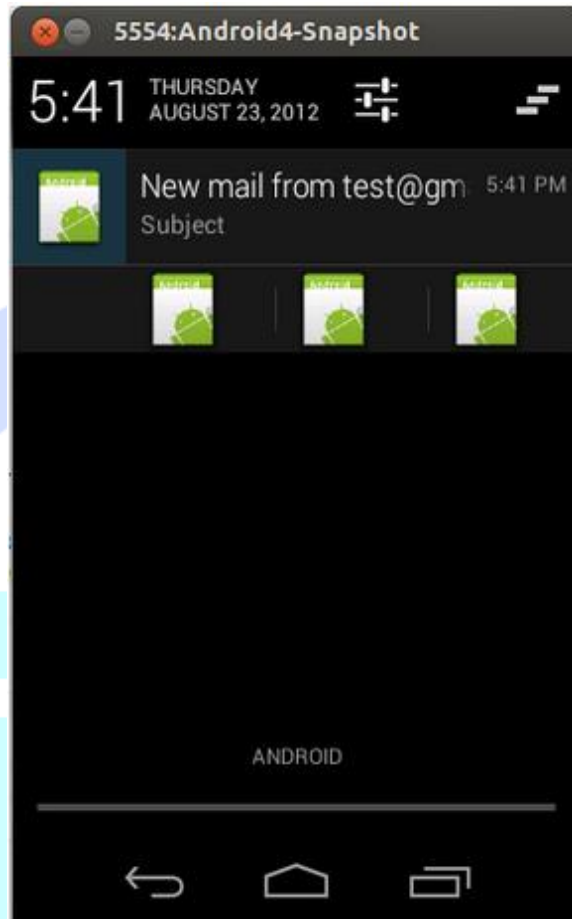 5554:Android4-Snapshot
5:41
THURSDAY
AUGUST 23, 2012
New mail from test@gm
5:41 PM
Subject
ANDROID